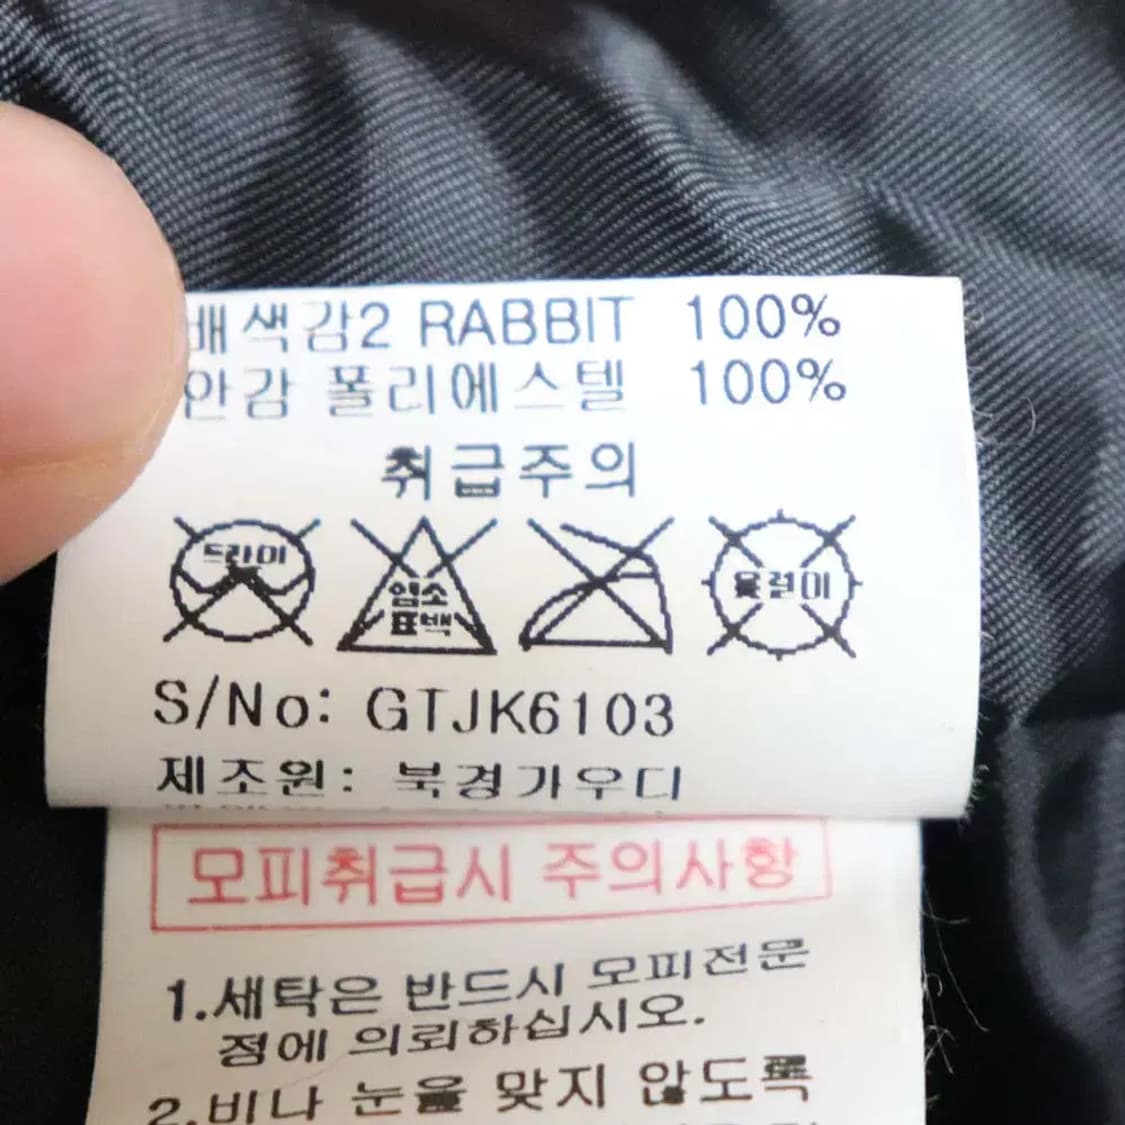 배색감2 RABBIT 100%
안감 폴리에스텔 100%
취급주의
드라이
염소
표백
S/No: GTJK6103
제조원: 북경가우디
모피취급시 주의사항
1.세탁은 반드시 모피전문
점에 의뢰하십시오.
2.비나 눈을 맞지 않도록